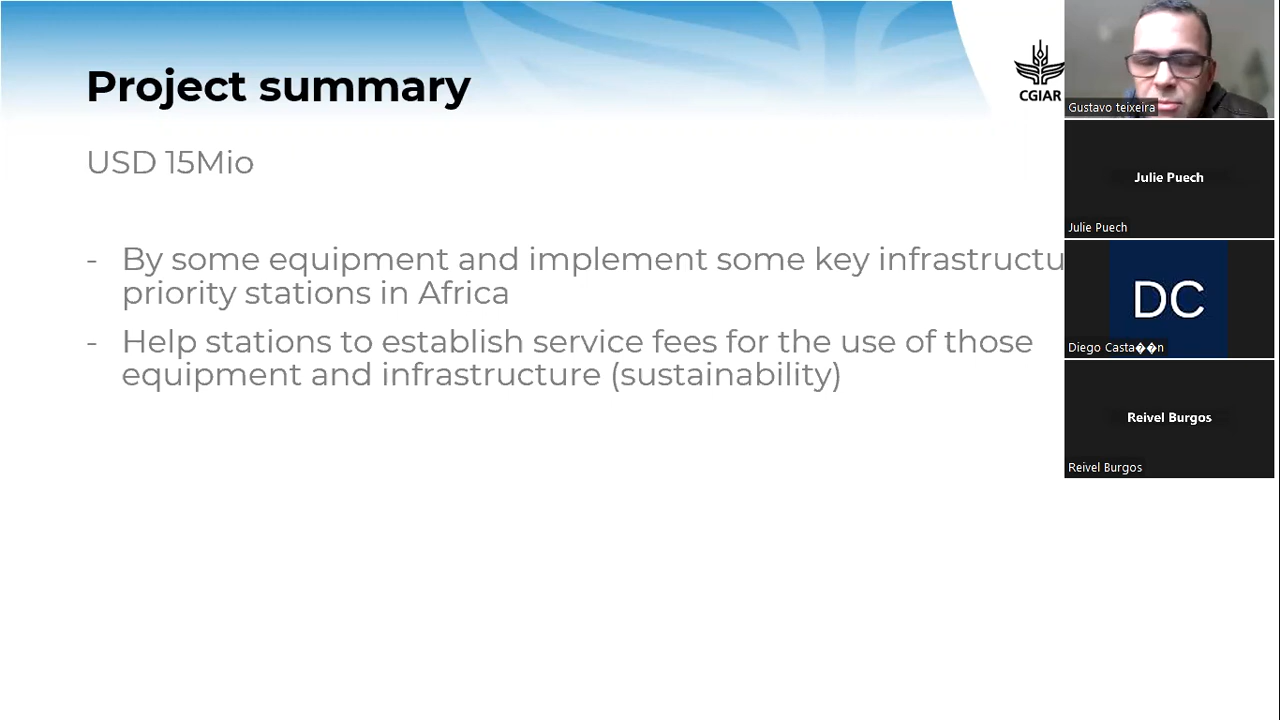 Project summary
CGIAR
USD 15Mio
- By some equipment and implement some key infrastructu
priority stations in Africa
- Help stations to establish service fees for the use of those
equipment and infrastructure (sustainability)
Gustavo teixeira
Julie Puech
Julie Puech
DC
Diego Casta��n
Reivel Burgos
Reivel Burgos